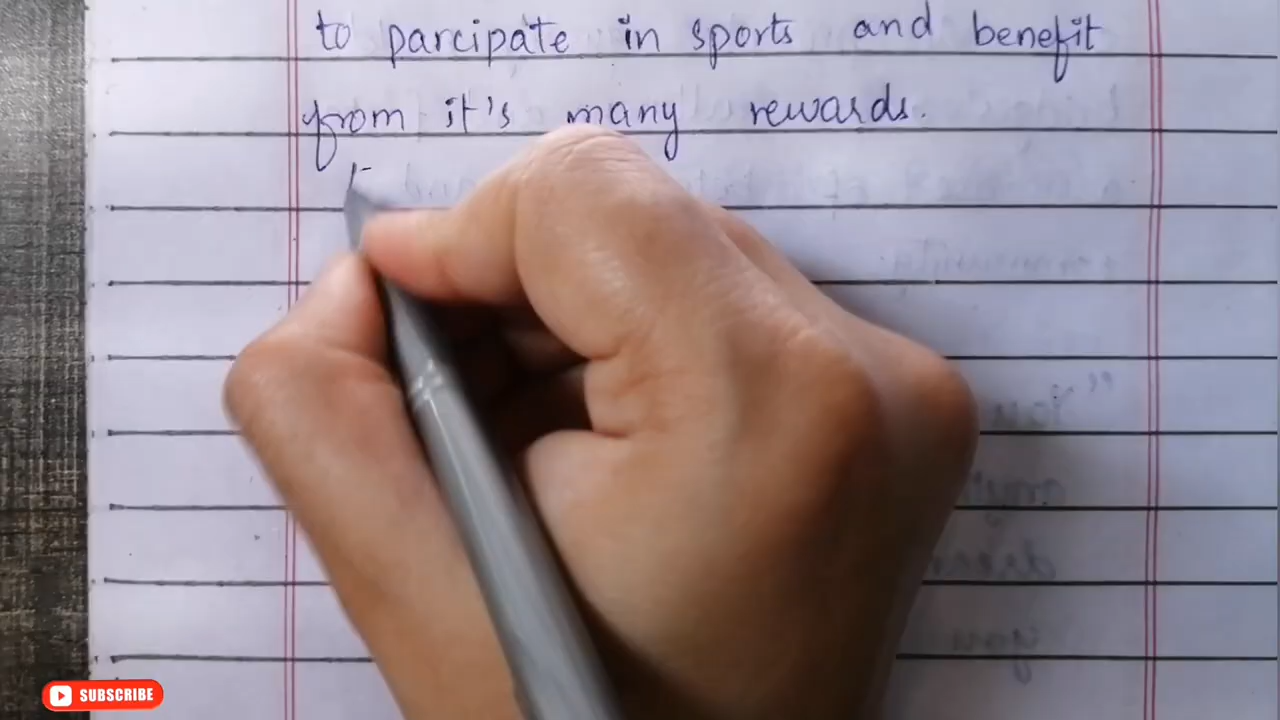 to parcipate in sports and benefit
from it's many rewards.
SUBSCRIBE